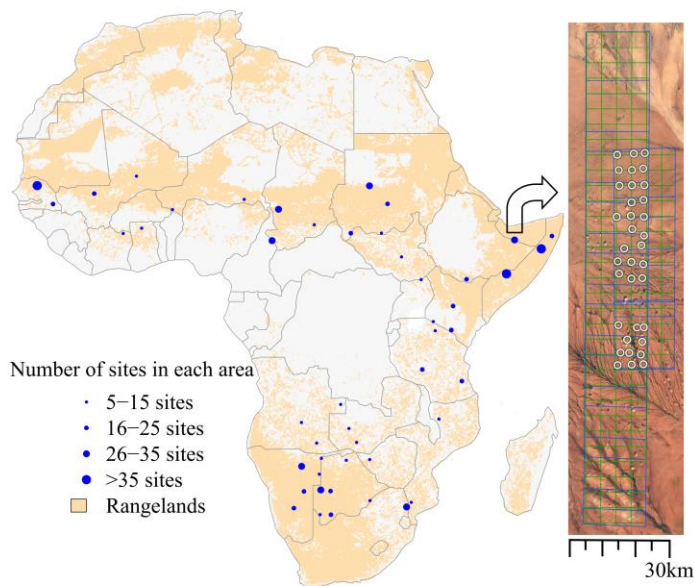 Number of sites in each area
5−15 sites
16−25 sites
26−35 sites
>35 sites
Rangelands
30km